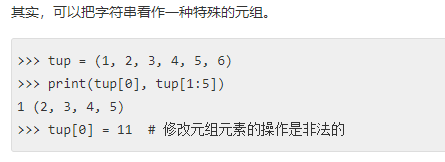 其实，可以把字符串看作一种特殊的元组。
>>> tup = (1, 2, 3, 4, 5, 6)
>>> print(tup[0], tup[1:5])
1 (2, 3, 4, 5)
>>> tup[0] = 11  # 修改元组元素的操作是非法的